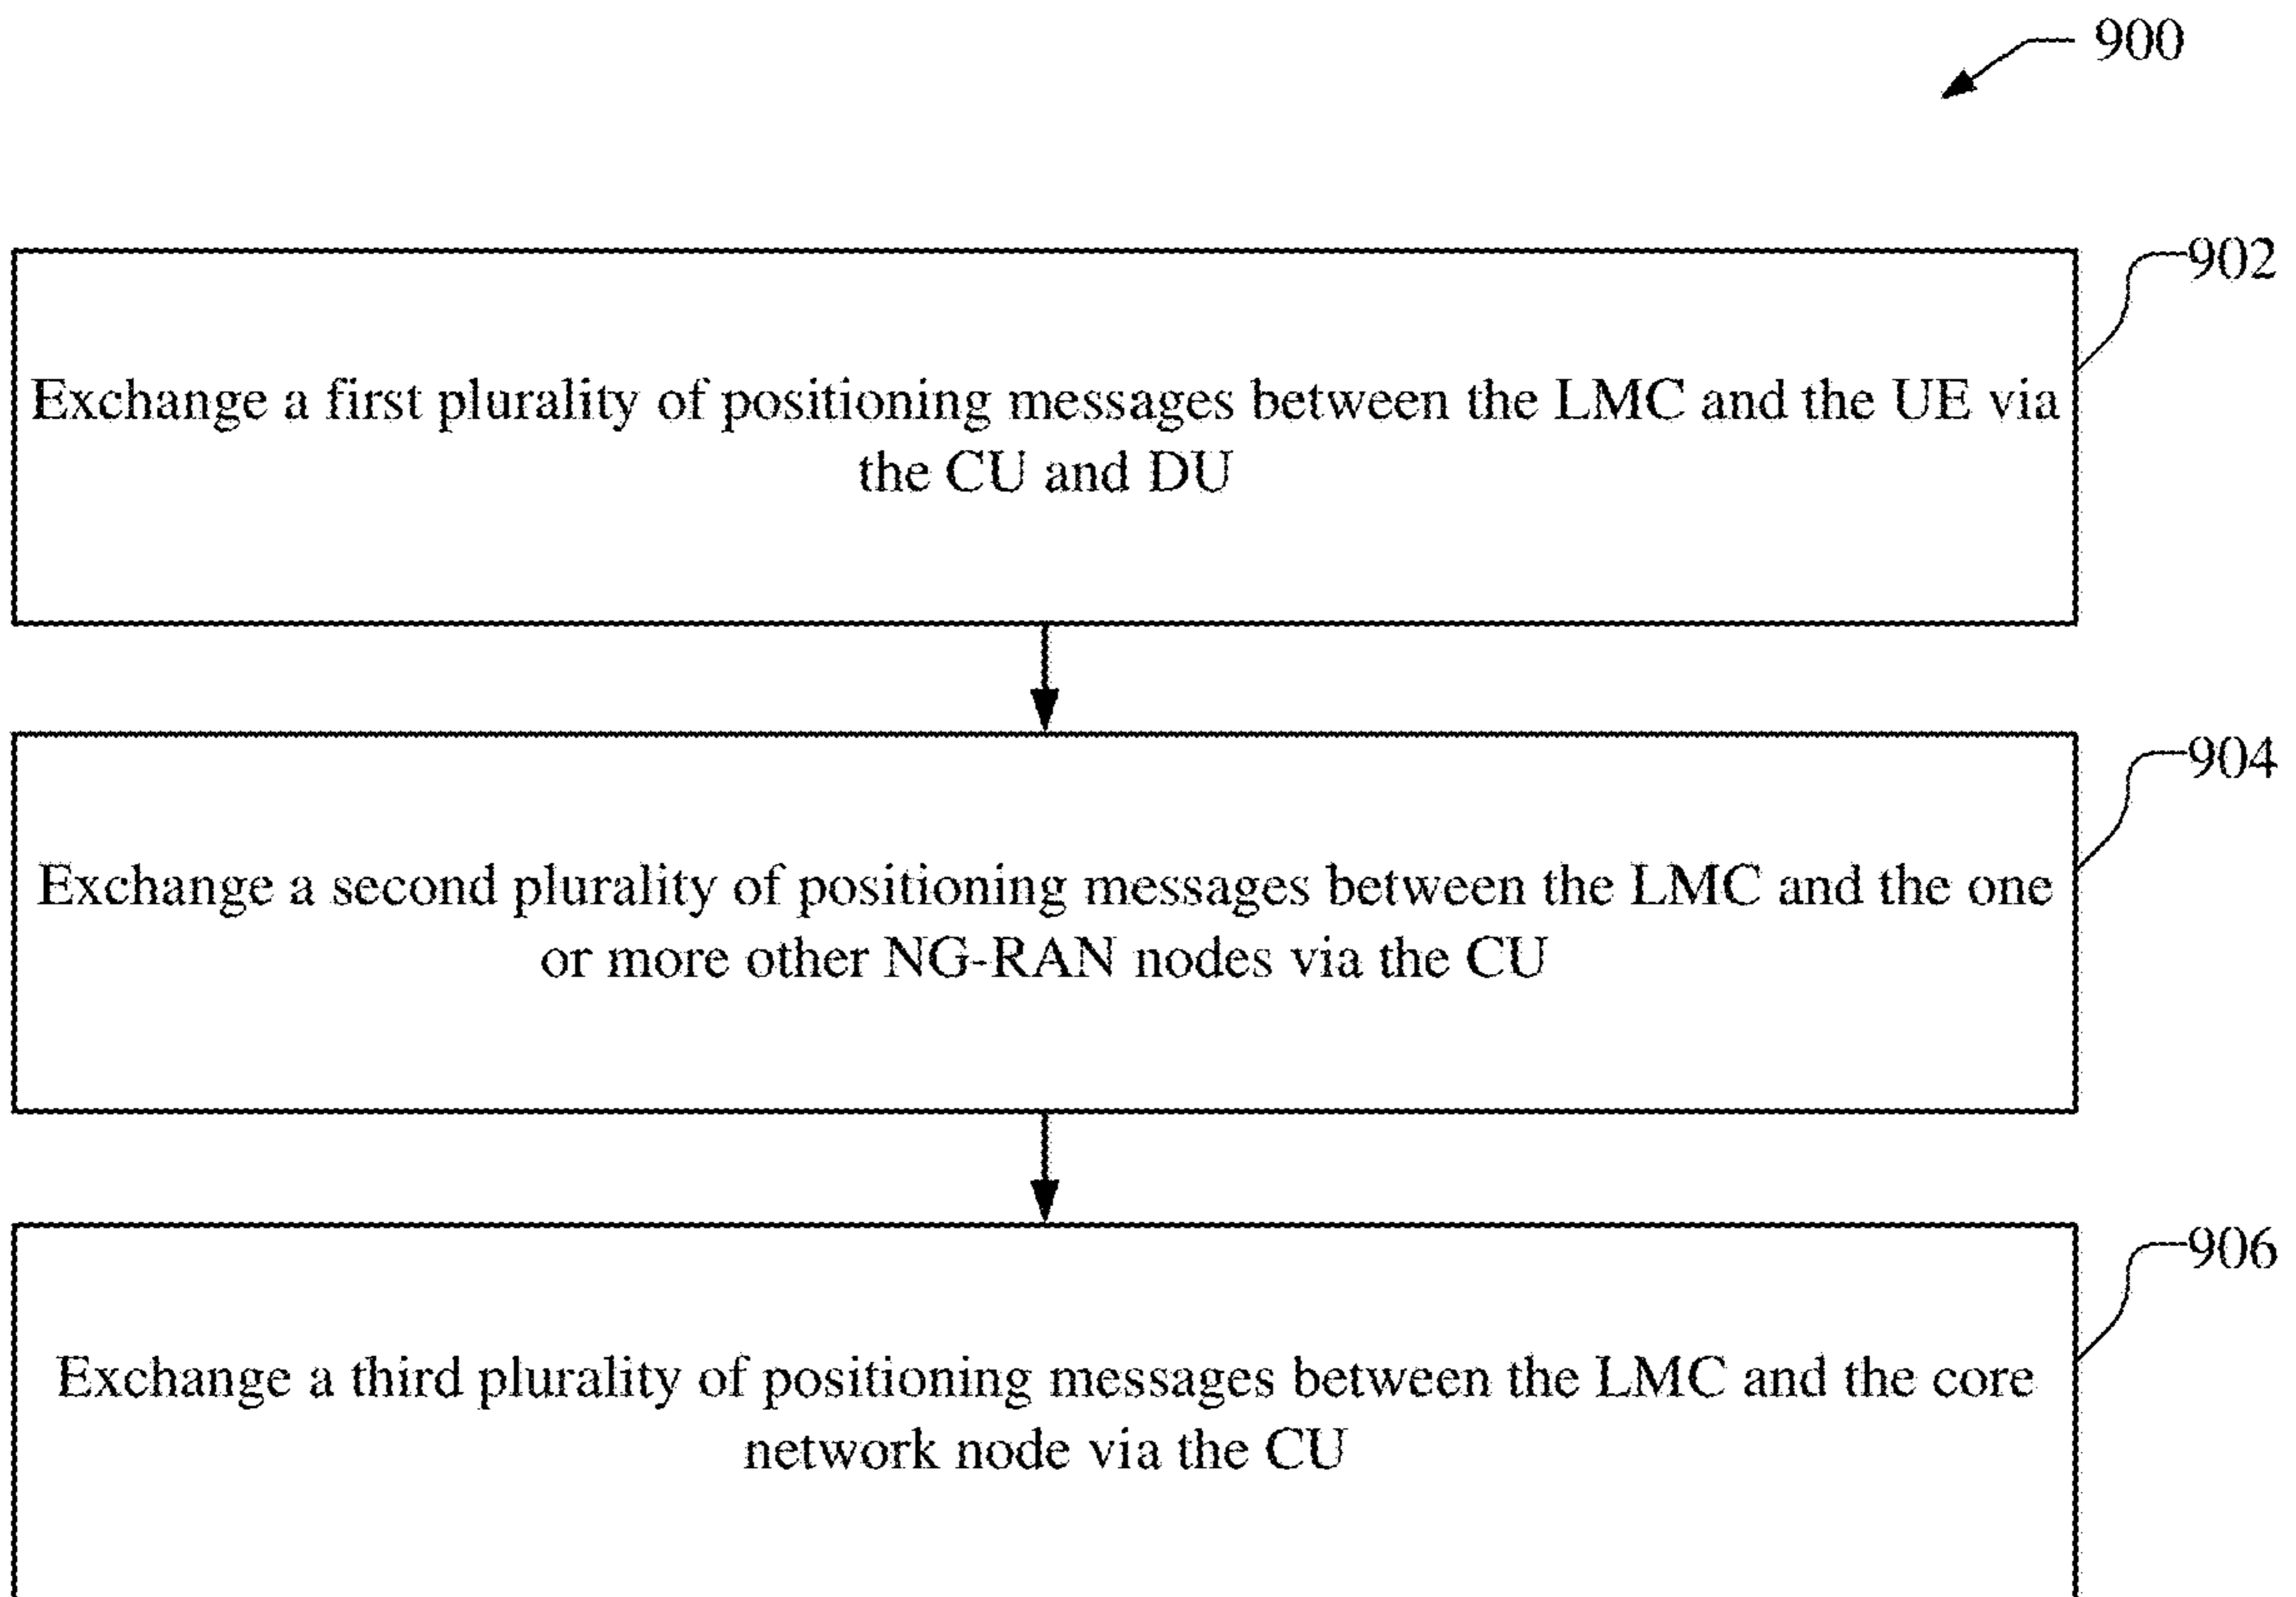 900
902
Exchange a first plurality of positioning messages between the LMC and the UE via
the CU and DU
904
Exchange a second plurality of positioning messages between the LMC and the one
or more other NG-RAN nodes via the CU
906
Exchange a third plurality of positioning messages between the LMC and the core
network node via the CU